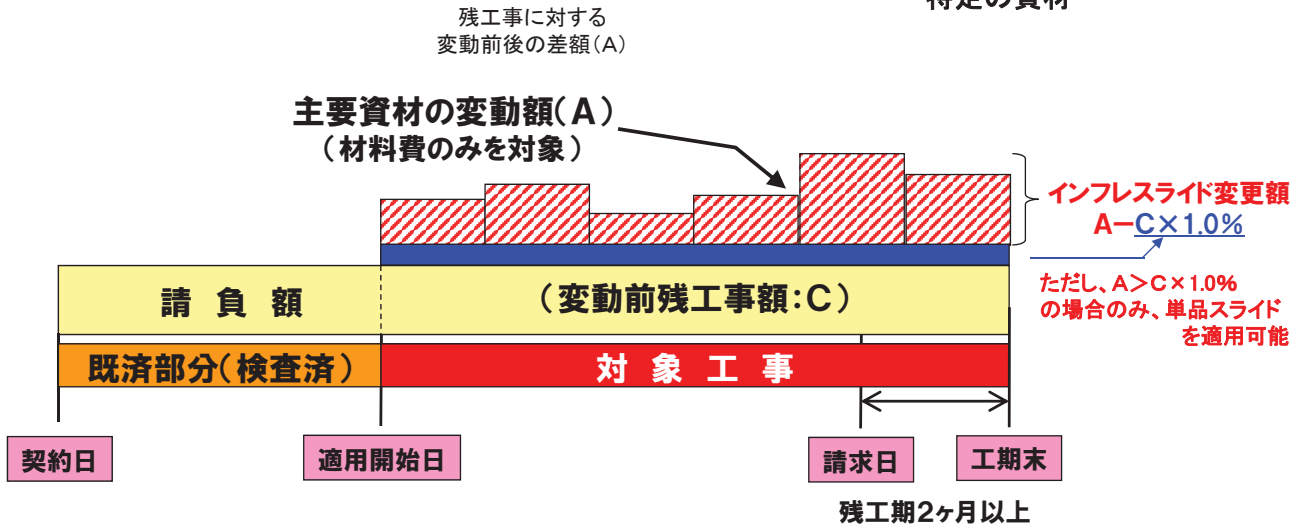 特定の資材
残工事に対する
変動前後の差額（A）
主要資材の変動額（A）
（材料費のみを対象）
インフレスライド変更額
A－C×1.0%
ただし、A＞C×1.0%
の場合のみ、単品スライド
を適用可能
請負額
（変動前残工事額：C）
既済部分（検査済）
対象工事
契約日
適用開始日
請求日
工期末
残工期2ヶ月以上